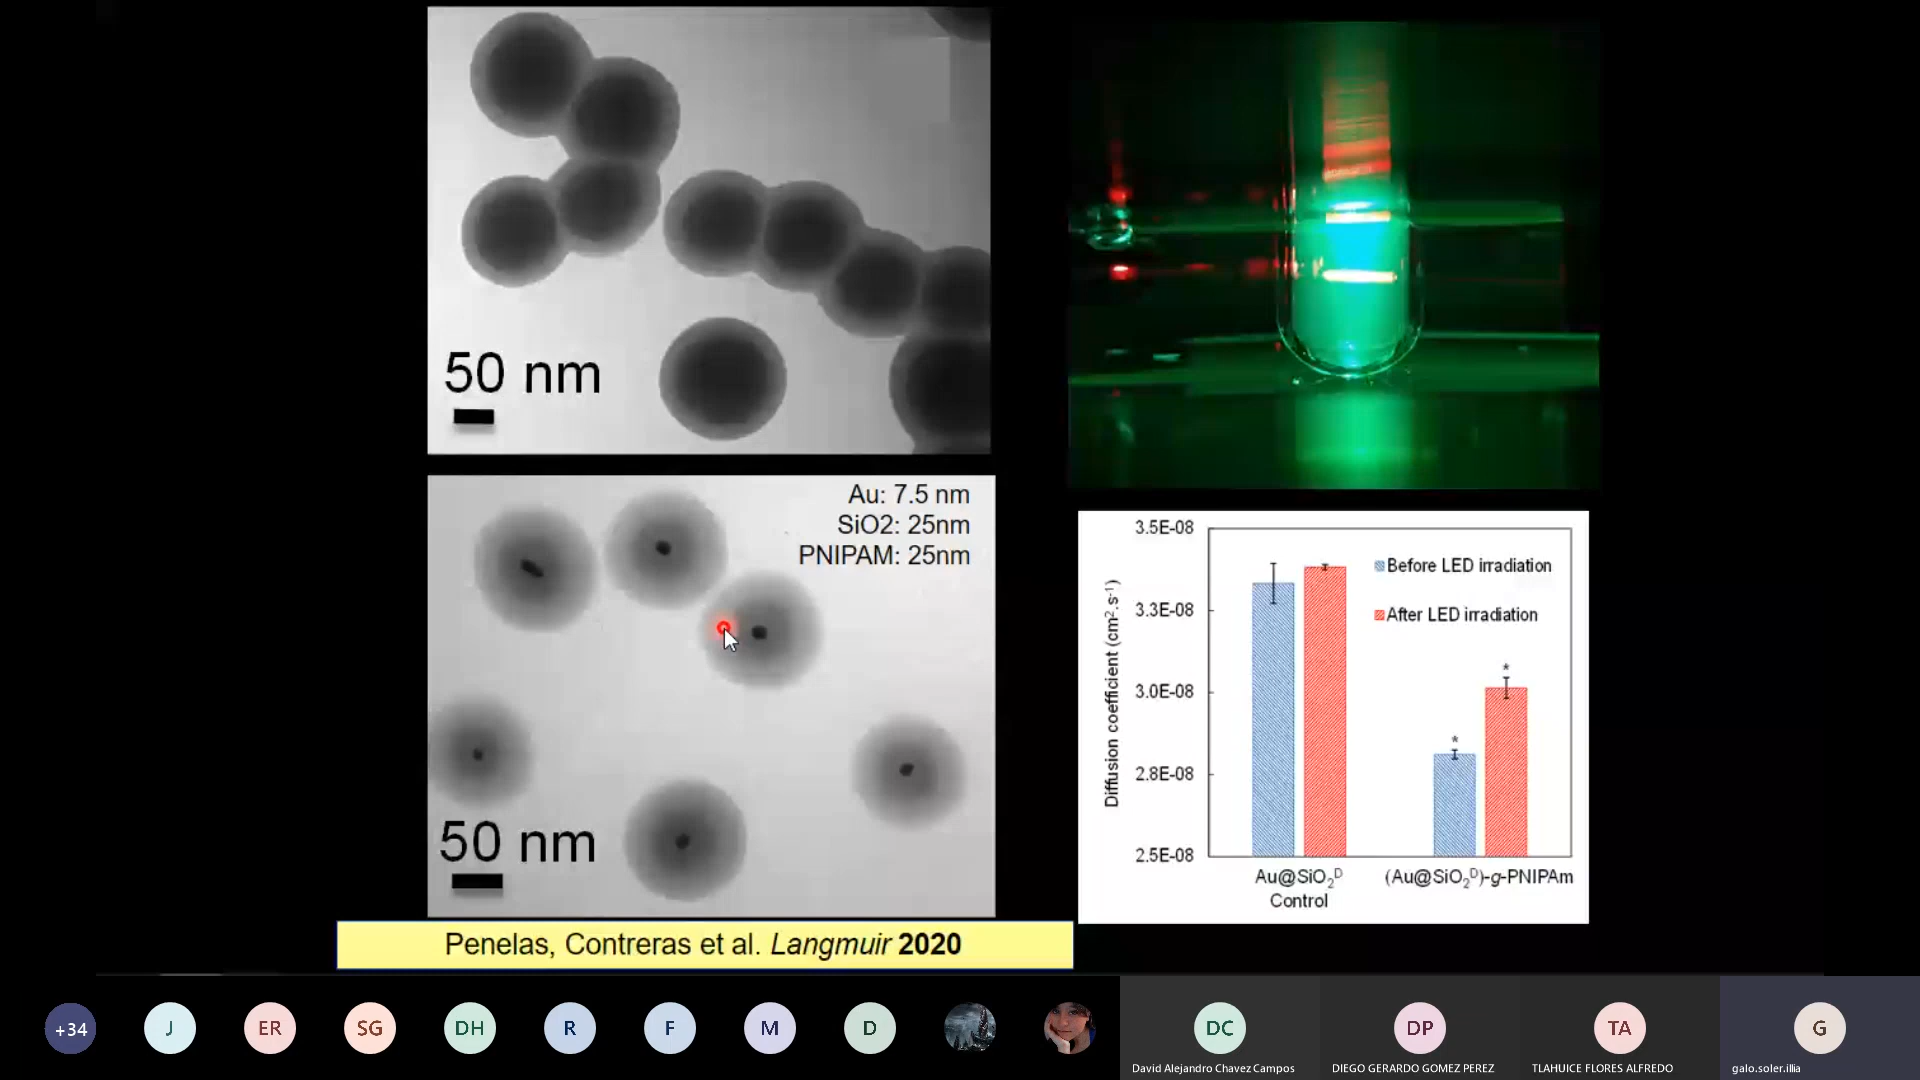 50 nm
Au: 7.5 nm
SiO2: 25nm
PNIPAM: 25nm
50 nm
Penelas, Contreras et al. Langmuir 2020
Diffusion coefficient (cm².s⁻¹)
3.5E-08
3.3E-08
3.0E-08
2.8E-08
2.5E-08
Before LED irradiation
After LED irradiation
*
*
Au@SiO₂ᴰ
Control
(Au@SiO₂ᴰ)-g-PNIPAm
+34
J
ER
SG
DH
R
F
M
D
DC
David Alejandro Chavez Campos
DP
DIEGO GERARDO GOMEZ PEREZ
TA
TLAHUICE FLORES ALFREDO
G
galo.soler.illia